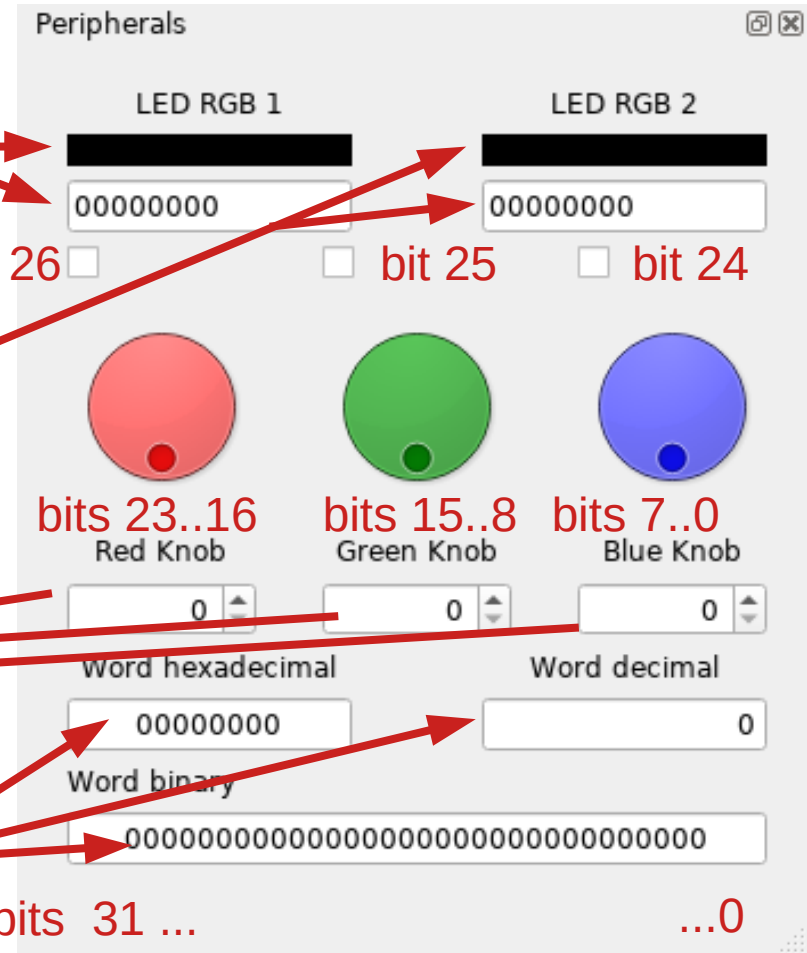 Peripherals
LED RGB 1 LED RGB 2
00000000 00000000
26 bit 25 bit 24
bits 23..16 bits 15..8 bits 7..0
Red Knob Green Knob Blue Knob
0 0 0
Word hexadecimal Word decimal
00000000 0
Word binary
00000000000000000000000000000000
bits 31 ... ...0